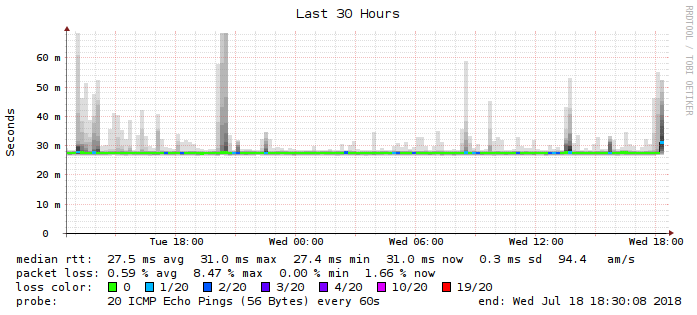 Last 30 Hours
RRDTOOL / TOBI OETIKER
Seconds
60 m
50 m
40 m
30 m
20 m
10 m
0
Tue 18:00 Wed 00:00 Wed 06:00 Wed 12:00 Wed 18:00
median rtt: 27.5 ms avg 31.0 ms max 27.4 ms min 31.0 ms now 0.3 ms sd 94.4 am/s
packet loss: 0.59 % avg 8.47 % max 0.00 % min 1.66 % now
loss color: 0 1/20 2/20 3/20 4/20 10/20 19/20
probe: 20 ICMP Echo Pings (56 Bytes) every 60s end: Wed Jul 18 18:30:08 2018